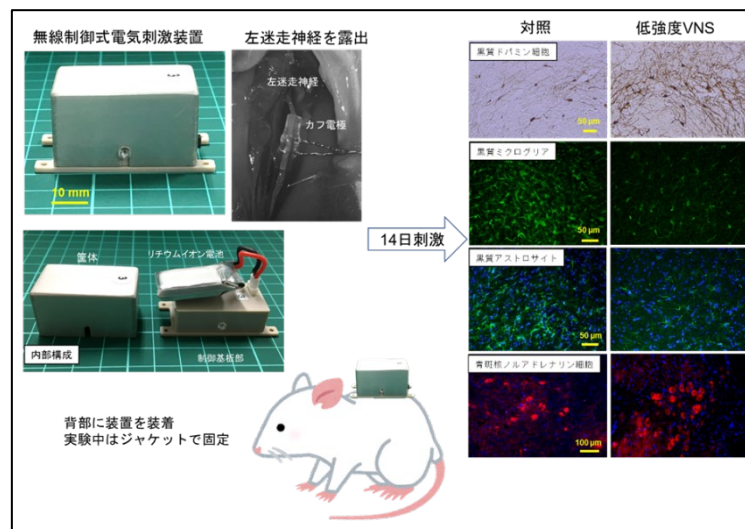 無線制御式電気刺激装置
10 mm
左迷走神経を露出
左迷走神経
カフ電極
筐体
リチウムイオン電池
内部構成
制御基板部
背部に装置を装着
実験中はジャケットで固定
14日刺激
対照
低強度VNS
黒質ドパミン細胞
50 µm
黒質ミクログリア
50 µm
黒質アストロサイト
50 µm
青斑核ノルアドレナリン細胞
100 µm